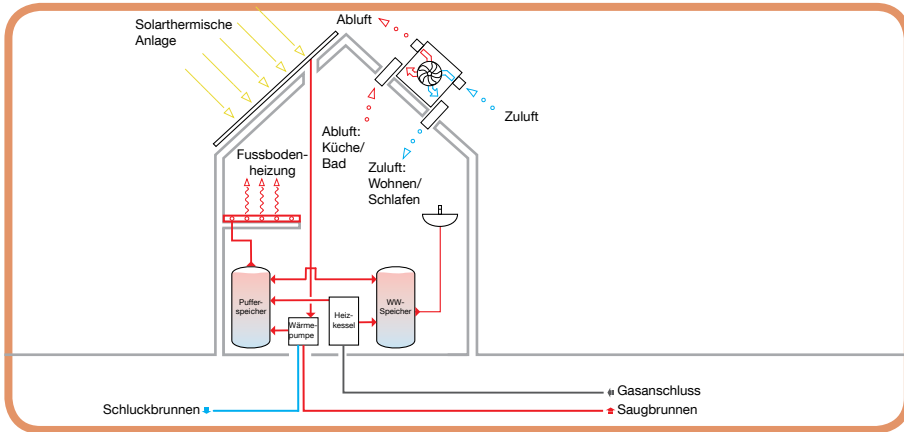 Solarthermische
Anlage
Abluft
Zuluft
Abluft:
Küche/
Bad
Zuluft:
Wohnen/
Schlafen
Fussboden-
heizung
Puffer-
speicher
Wärme-
pumpe
Heiz-
kessel
WW-
Speicher
Gasanschluss
Schluckbrunnen
Saugbrunnen